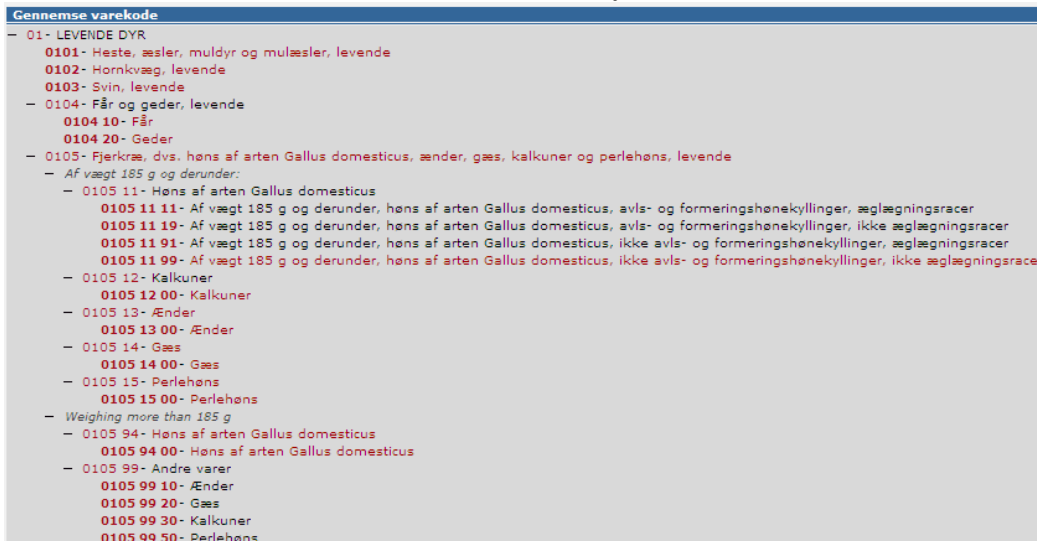 Gennemse varekode
− 01- LEVENDE DYR
0101- Heste, æsler, muldyr og mulæsler, levende
0102- Hornkvæg, levende
0103- Svin, levende
− 0104- Får og geder, levende
0104 10- Får
0104 20- Geder
− 0105- Fjerkræ, dvs. høns af arten Gallus domesticus, ænder, gæs, kalkuner og perlehøns, levende
− Af vægt 185 g og derunder:
− 0105 11- Høns af arten Gallus domesticus
0105 11 11- Af vægt 185 g og derunder, høns af arten Gallus domesticus, avls- og formeringshønekyllinger, æglægningsracer
0105 11 19- Af vægt 185 g og derunder, høns af arten Gallus domesticus, avls- og formeringshønekyllinger, ikke æglægningsracer
0105 11 91- Af vægt 185 g og derunder, høns af arten Gallus domesticus, ikke avls- og formeringshønekyllinger, æglægningsracer
0105 11 99- Af vægt 185 g og derunder, høns af arten Gallus domesticus, ikke avls- og formeringshønekyllinger, ikke æglægningsrace
− 0105 12- Kalkuner
0105 12 00- Kalkuner
− 0105 13- Ænder
0105 13 00- Ænder
− 0105 14- Gæs
0105 14 00- Gæs
− 0105 15- Perlehøns
0105 15 00- Perlehøns
− Weighing more than 185 g
− 0105 94- Høns af arten Gallus domesticus
0105 94 00- Høns af arten Gallus domesticus
− 0105 99- Andre varer
0105 99 10- Ænder
0105 99 20- Gæs
0105 99 30- Kalkuner
0105 99 50- Perlehøns